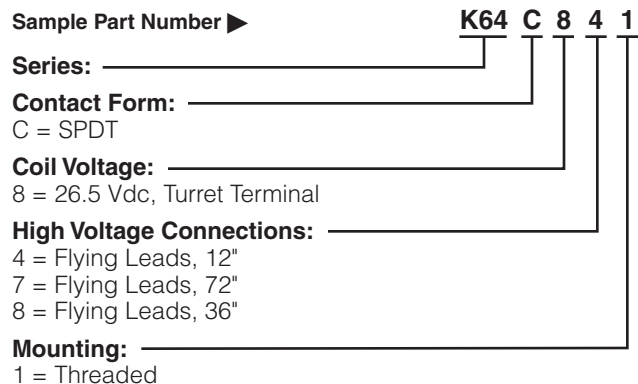 Sample Part Number ▶ K64 C 8 4 1
Series:
Contact Form:
C = SPDT
Coil Voltage:
8 = 26.5 Vdc, Turret Terminal
High Voltage Connections:
4 = Flying Leads, 12"
7 = Flying Leads, 72"
8 = Flying Leads, 36"
Mounting:
1 = Threaded